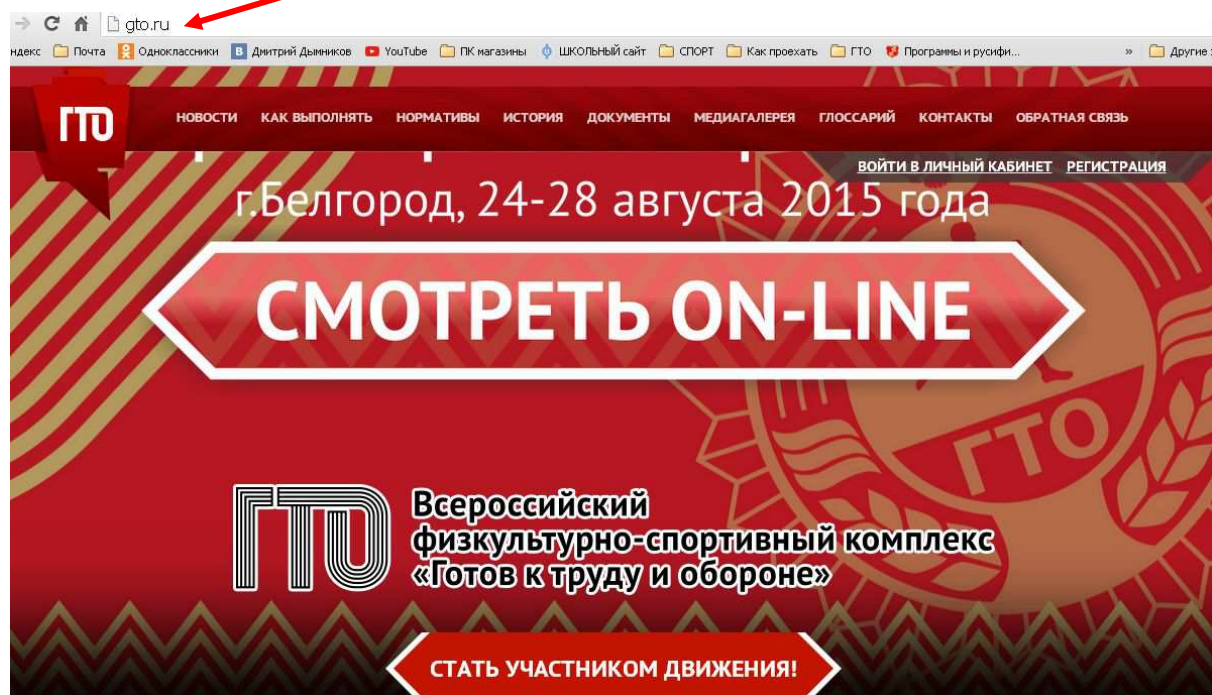 gto.ru
ндекс Почта Одноклассники Дмитрий Дымников YouTube ПК магазины ШКОЛЬНЫЙ сайт СПОРТ Как проехать ГТО Программы и русифи... » Другие
ГТО НОВОСТИ КАК ВЫПОЛНЯТЬ НОРМАТИВЫ ИСТОРИЯ ДОКУМЕНТЫ МЕДИАГАЛЕРЕЯ ГЛОССАРИЙ КОНТАКТЫ ОБРАТНАЯ СВЯЗЬ
ВОЙТИ В ЛИЧНЫЙ КАБИНЕТ РЕГИСТРАЦИЯ
г.Белгород, 24-28 августа 2015 года
СМОТРЕТЬ ON-LINE
ГТО
ГТО
Всероссийский
физкультурно-спортивный комплекс
«Готов к труду и обороне»
СТАТЬ УЧАСТНИКОМ ДВИЖЕНИЯ!